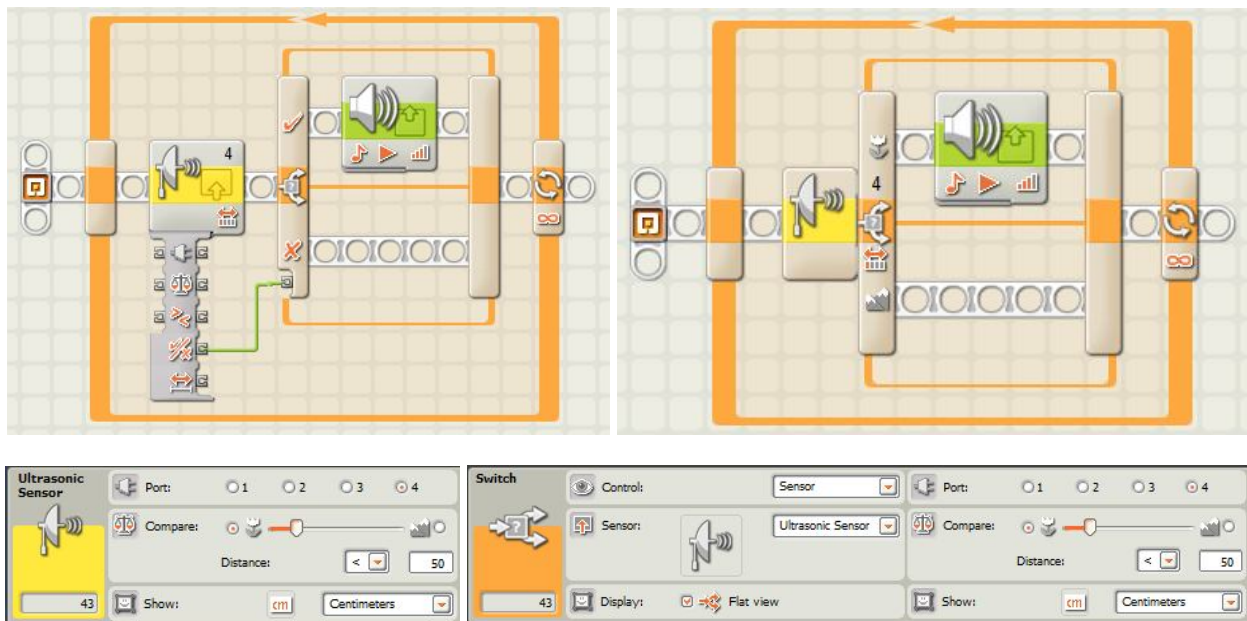 4
4
Ultrasonic Sensor
Port: 1 2 3 4
Compare:
Distance: < 50
43
Show: cm Centimeters
Switch
Control: Sensor
Port: 1 2 3 4
Sensor: Ultrasonic Sensor
Compare:
Distance: < 50
43
Display: Flat view
Show: cm Centimeters